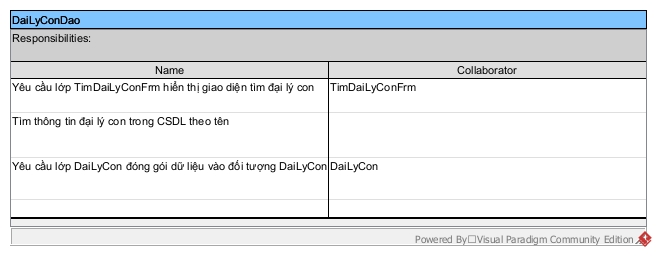 DaiLyConDao
Responsibilities:
Name Collaborator
Yêu cầu lớp TimDaiLyConFrm hiển thị giao diện tìm đại lý con TimDaiLyConFrm
Tìm thông tin đại lý con trong CSDL theo tên
Yêu cầu lớp DaiLyCon đóng gói dữ liệu vào đối tượng DaiLyCon DaiLyCon
Powered By□Visual Paradigm Community Edition